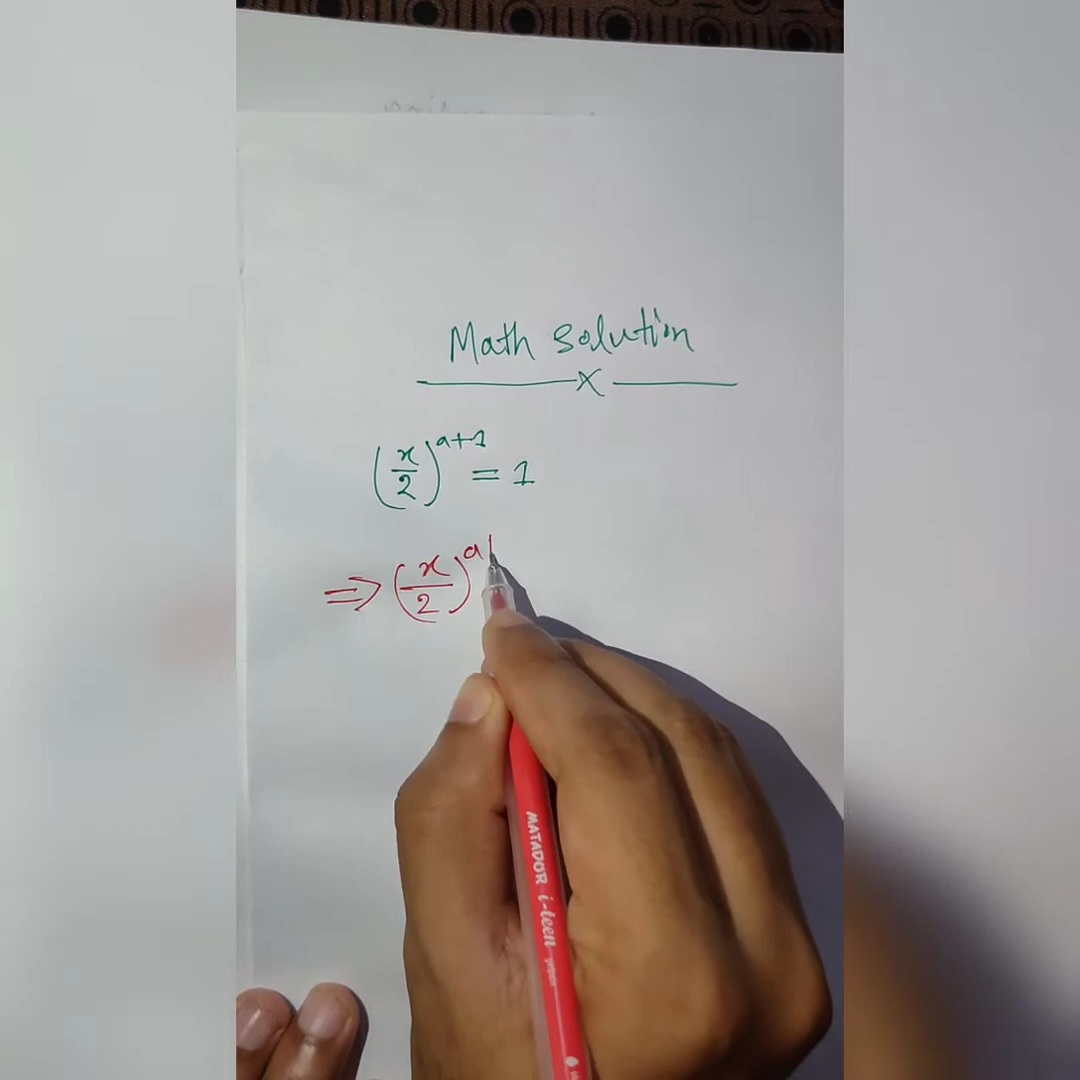 Math solution
x
(x/2)^(a+1) = 1
⇒ (x/2)^a
MATADOR i-teen